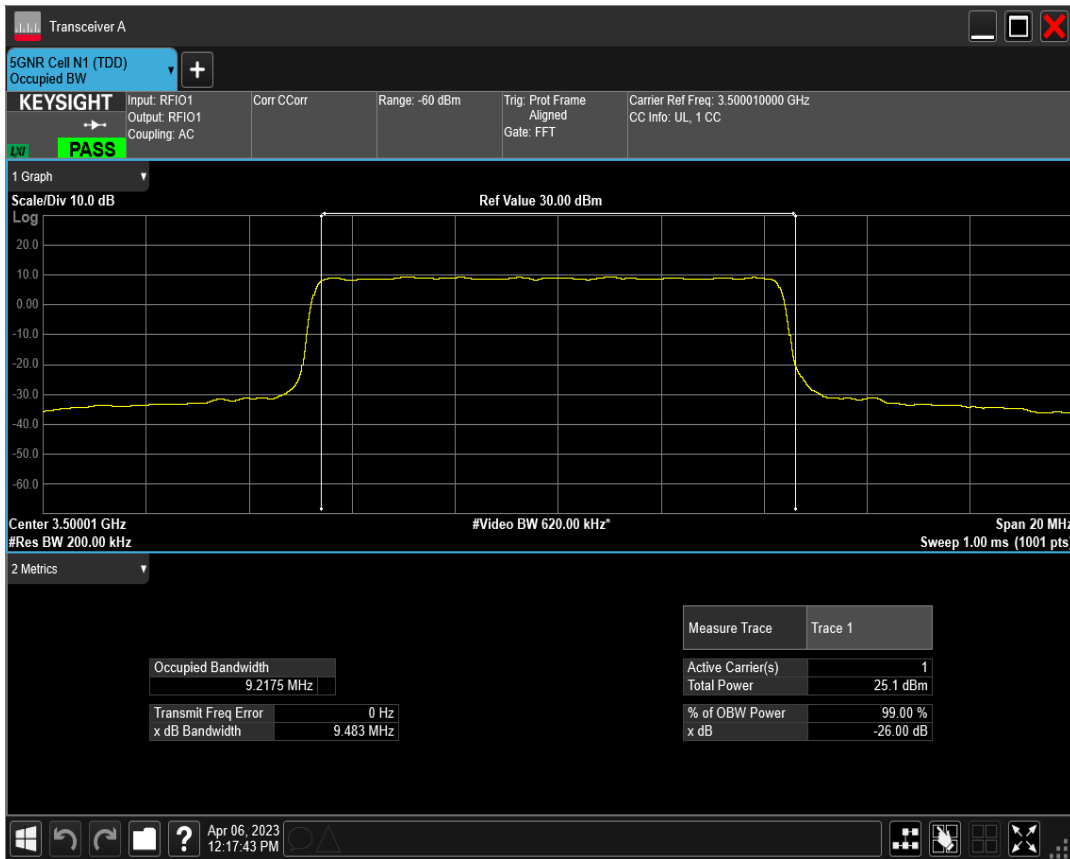 Transceiver A
5GNR Cell N1 (TDD)
Occupied BW
KEYSIGHT
LXI
PASS
Input: RFIO1
Output: RFIO1
Coupling: AC
Corr CCorr
Range: -60 dBm
Trig: Prot Frame
Aligned
Gate: FFT
Carrier Ref Freq: 3.500010000 GHz
CC Info: UL, 1 CC
1 Graph
Scale/Div 10.0 dB
Ref Value 30.00 dBm
Log
20.0
10.0
0.00
-10.0
-20.0
-30.0
-40.0
-50.0
-60.0
Center 3.50001 GHz
#Video BW 620.00 kHz*
Span 20 MHz
#Res BW 200.00 kHz
Sweep 1.00 ms (1001 pts)
2 Metrics
Measure Trace Trace 1
Occupied Bandwidth
9.2175 MHz
Active Carrier(s) 1
Total Power 25.1 dBm
Transmit Freq Error 0 Hz
x dB Bandwidth 9.483 MHz
% of OBW Power 99.00 %
x dB -26.00 dB
?
Apr 06, 2023
12:17:43 PM